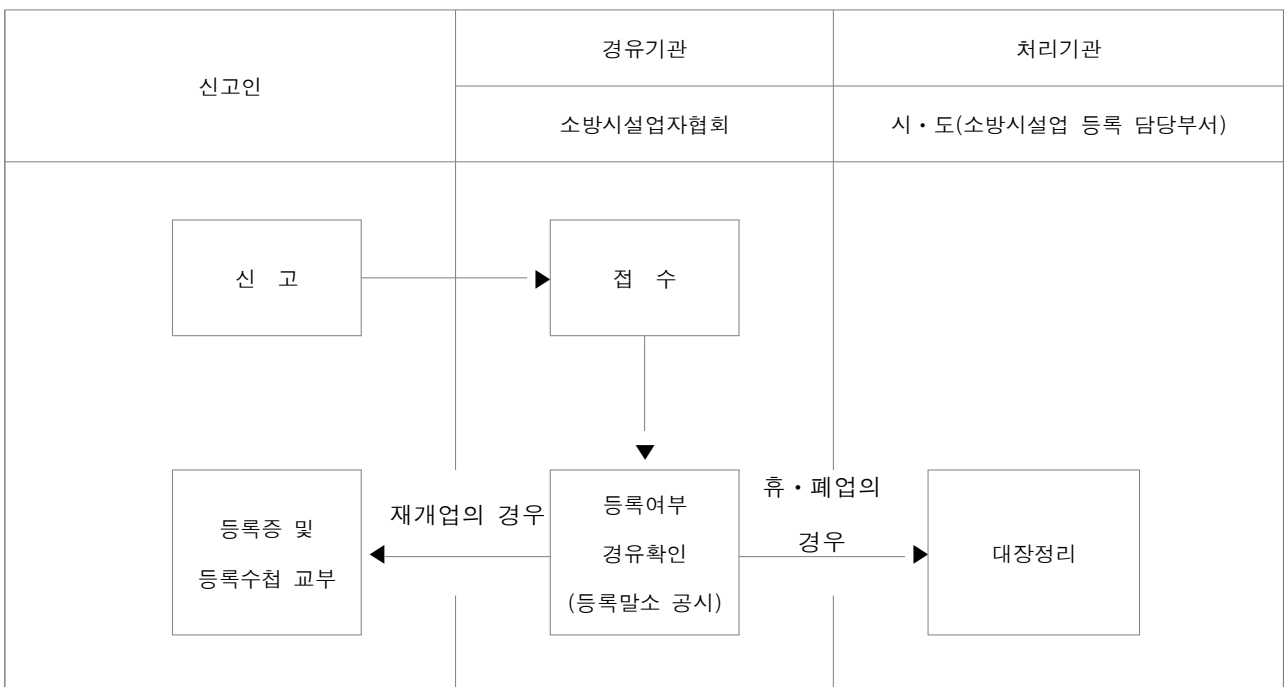 신고인
경유기관
처리기관
소방시설업자협회
시・도(소방시설업 등록 담당부서)
신 고
접 수
등록증 및
등록수첩 교부
재개업의 경우
등록여부
경유확인
(등록말소 공시)
휴・폐업의
경우
대장정리